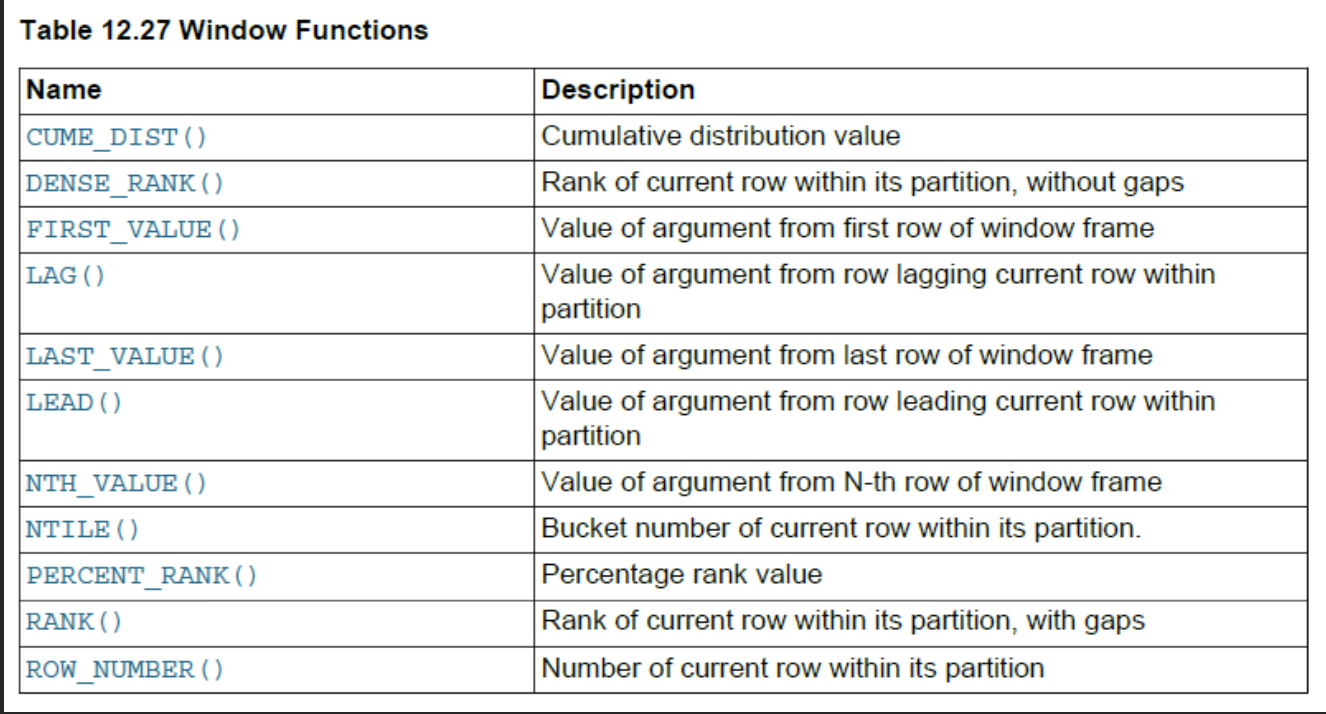 Table 12.27 Window Functions
Name Description
CUME_DIST() Cumulative distribution value
DENSE_RANK() Rank of current row within its partition, without gaps
FIRST_VALUE() Value of argument from first row of window frame
LAG() Value of argument from row lagging current row within
partition
LAST_VALUE() Value of argument from last row of window frame
LEAD() Value of argument from row leading current row within
partition
NTH_VALUE() Value of argument from N-th row of window frame
NTILE() Bucket number of current row within its partition.
PERCENT_RANK() Percentage rank value
RANK() Rank of current row within its partition, with gaps
ROW_NUMBER() Number of current row within its partition